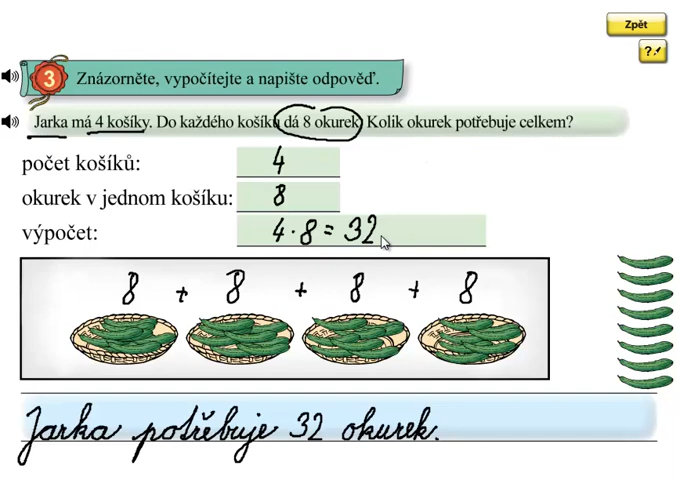 Zpět
?
3 Znázorněte, vypočítejte a napište odpověď.
Jarka má 4 košíky. Do každého košíku dá 8 okurek. Kolik okurek potřebuje celkem?
počet košíků: 4
okurek v jednom košíku: 8
výpočet: 4 · 8 = 32
8 + 8 + 8 + 8
Jarka potřebuje 32 okurek.